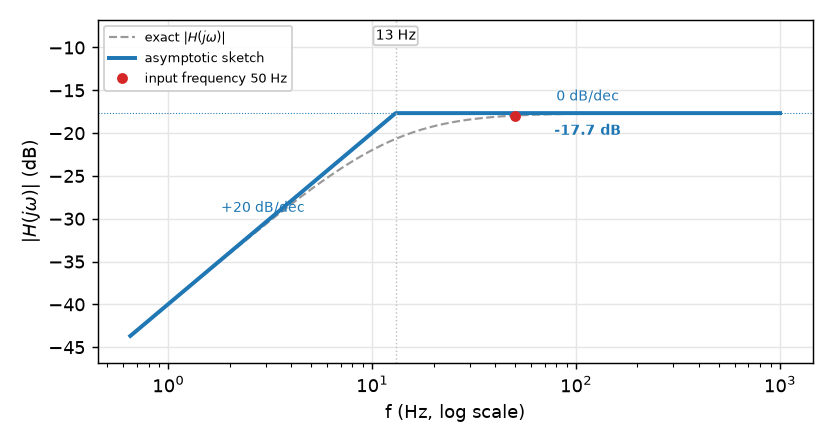 13 Hz
exact |H(jω)|
asymptotic sketch
input frequency 50 Hz
0 dB/dec
-17.7 dB
+20 dB/dec
−10
−15
−20
−25
−30
−35
−40
−45
|H(jω)| (dB)
10⁰
10¹
10²
10³
f (Hz, log scale)